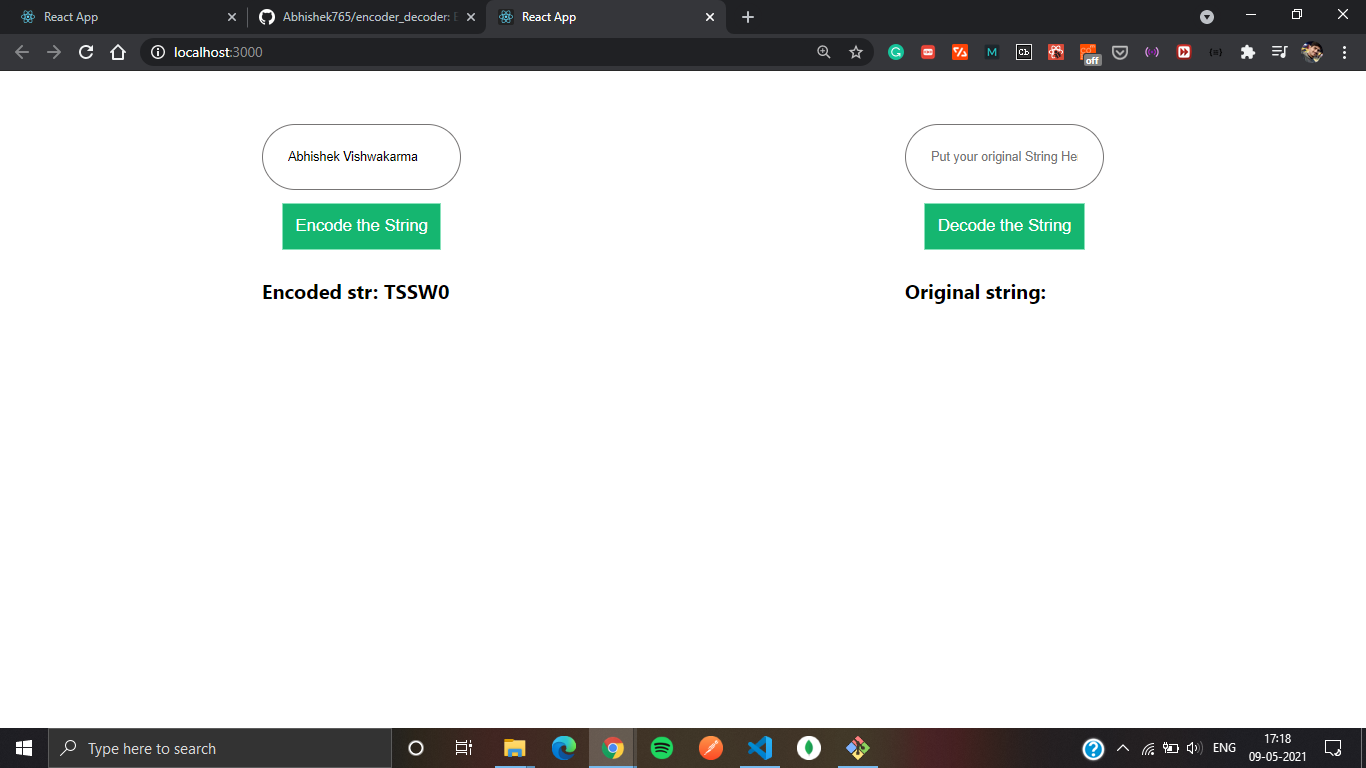 React App
Abhishek765/encoder_decoder: E
React App
localhost:3000
off
Abhishek Vishwakarma
Put your original String He
Encode the String
Decode the String
Encoded str: TSSW0
Original string:
Type here to search
ENG
17:18
09-05-2021